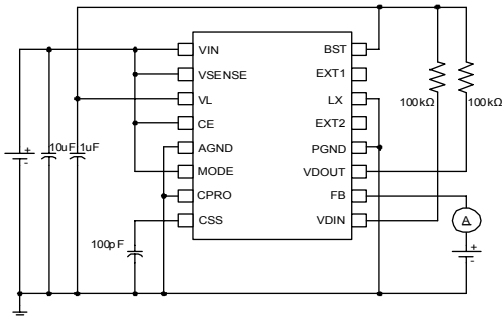 VIN
VSENSE
VL
CE
AGND
MODE
CPRO
CSS
BST
EXT1
LX
EXT2
PGND
VDOUT
FB
VDIN
10uF
1uF
100pF
100kΩ
100kΩ
A
+
-
+
-